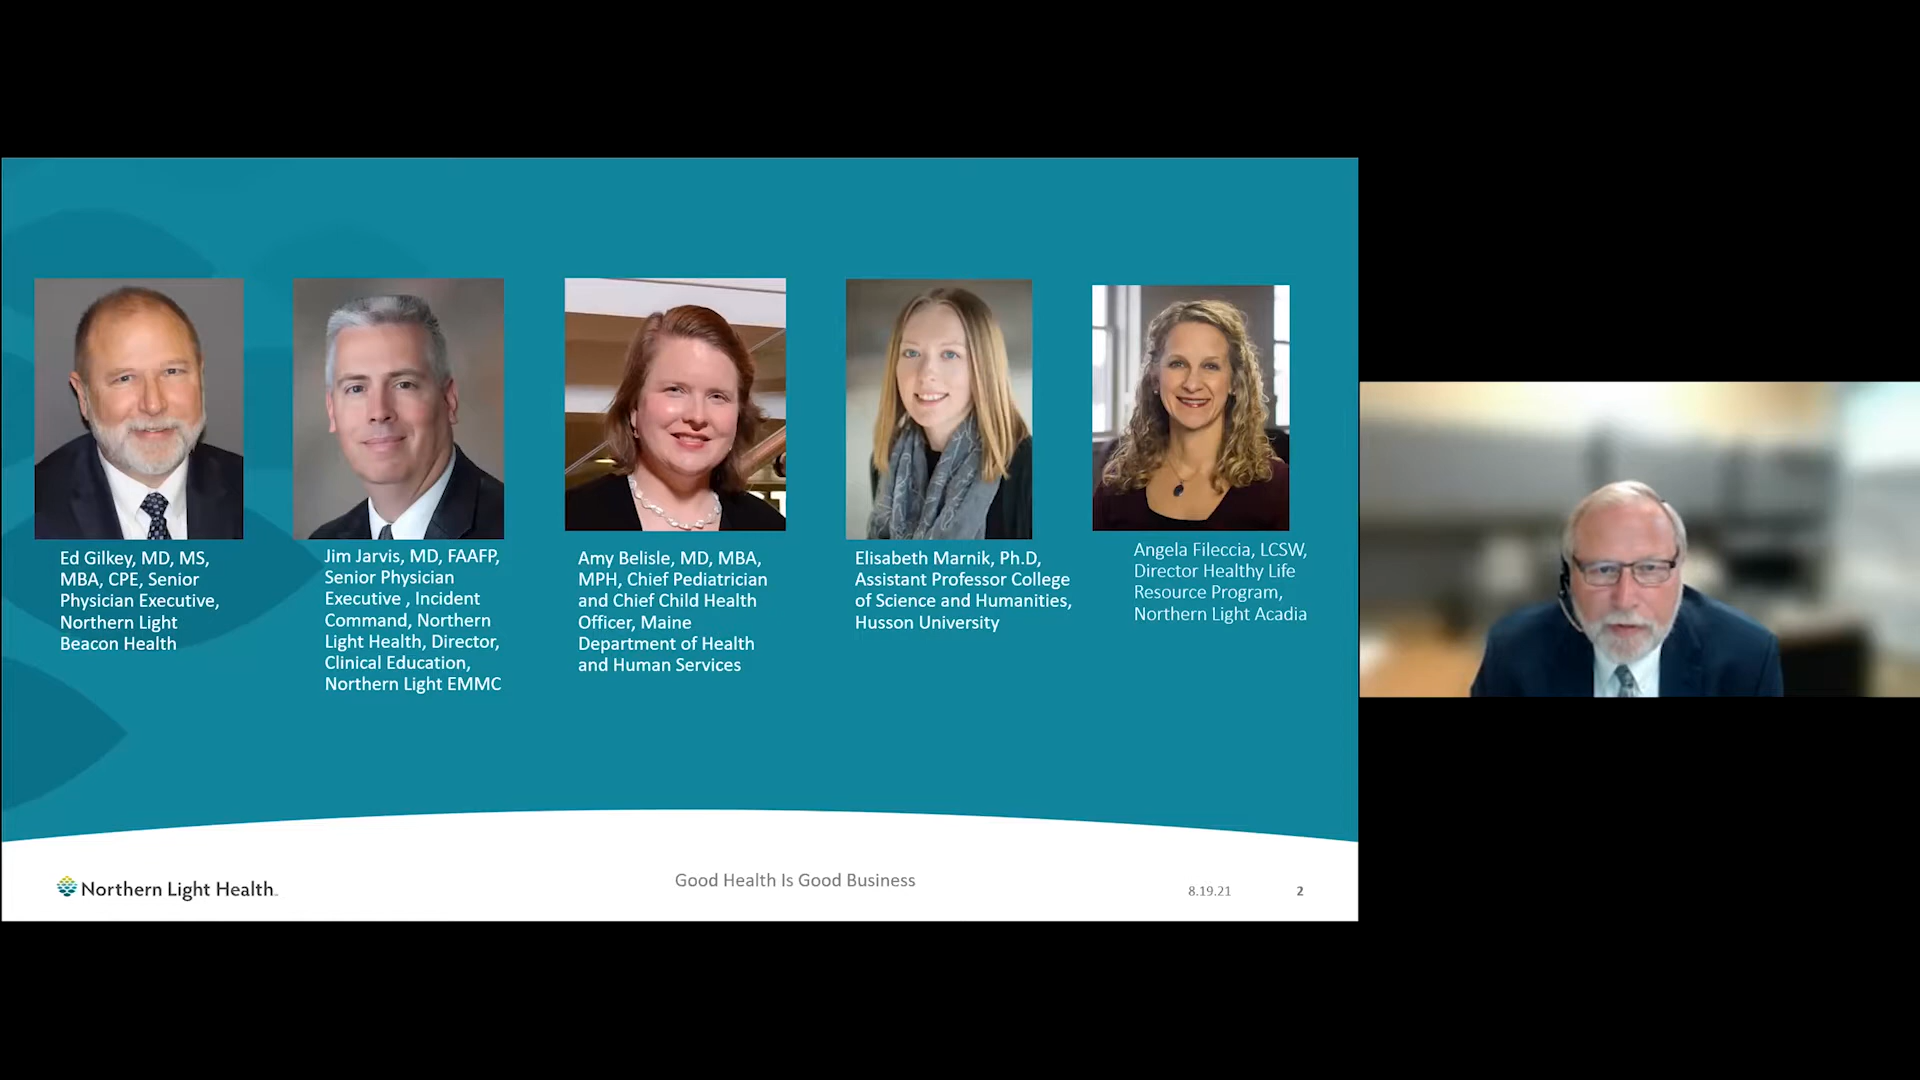 Ed Gilkey, MD, MS,
MBA, CPE, Senior
Physician Executive,
Northern Light
Beacon Health
Jim Jarvis, MD, FAAFP,
Senior Physician
Executive , Incident
Command, Northern
Light Health, Director,
Clinical Education,
Northern Light EMMC
Amy Belisle, MD, MBA,
MPH, Chief Pediatrician
and Chief Child Health
Officer, Maine
Department of Health
and Human Services
Elisabeth Marnik, Ph.D,
Assistant Professor College
of Science and Humanities,
Husson University
Angela Fileccia, LCSW,
Director Healthy Life
Resource Program,
Northern Light Acadia
Northern Light Health
Good Health Is Good Business
8.19.21
2